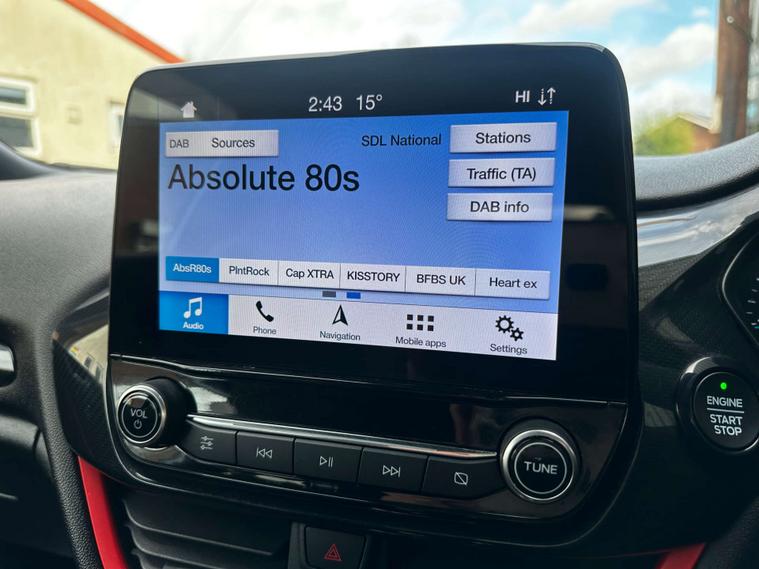 2:43 15°
HI
DAB Sources
SDL National
Stations
Absolute 80s
Traffic (TA)
DAB info
AbsR80s
PlntRock
Cap XTRA
KISSTORY
BFBS UK
Heart ex
Audio
Phone
Navigation
Mobile apps
Settings
VOL
TUNE
ENGINE
START
STOP